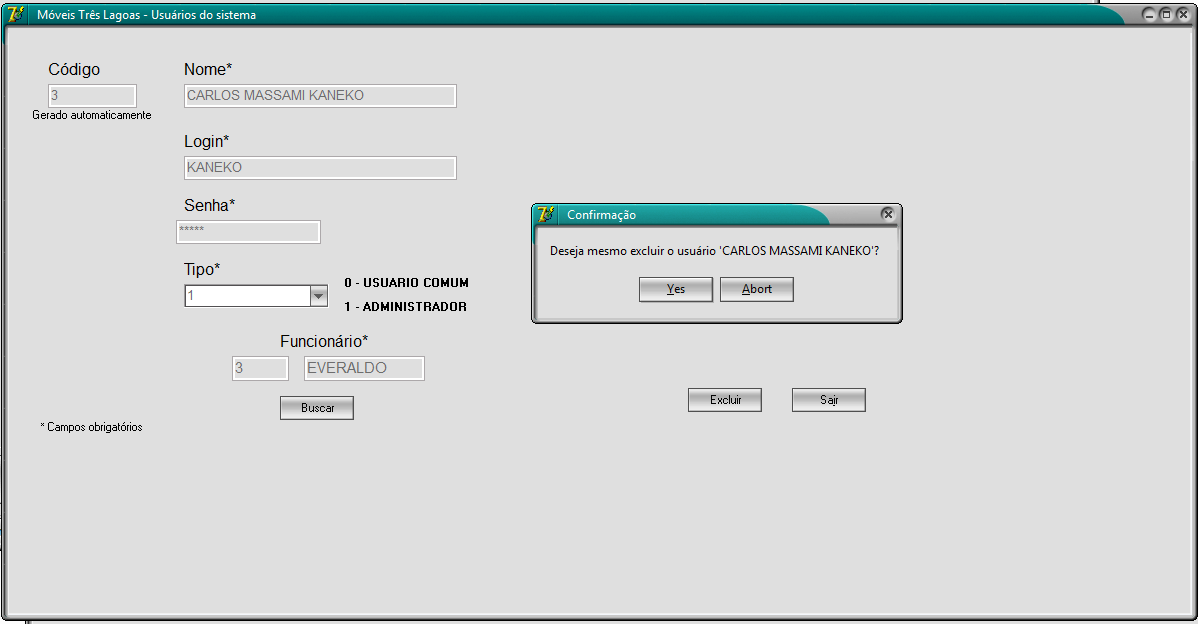 Móveis Três Lagoas - Usuários do sistema
Código
3
Gerado automaticamente
Nome*
CARLOS MASSAMI KANEKO
Login*
KANEKO
Senha*
*****
Tipo*
1
0 - USUARIO COMUM
1 - ADMINISTRADOR
Funcionário*
3 EVERALDO
Buscar
* Campos obrigatórios
Confirmação
Deseja mesmo excluir o usuário 'CARLOS MASSAMI KANEKO'?
Yes Abort
Excluir Sair